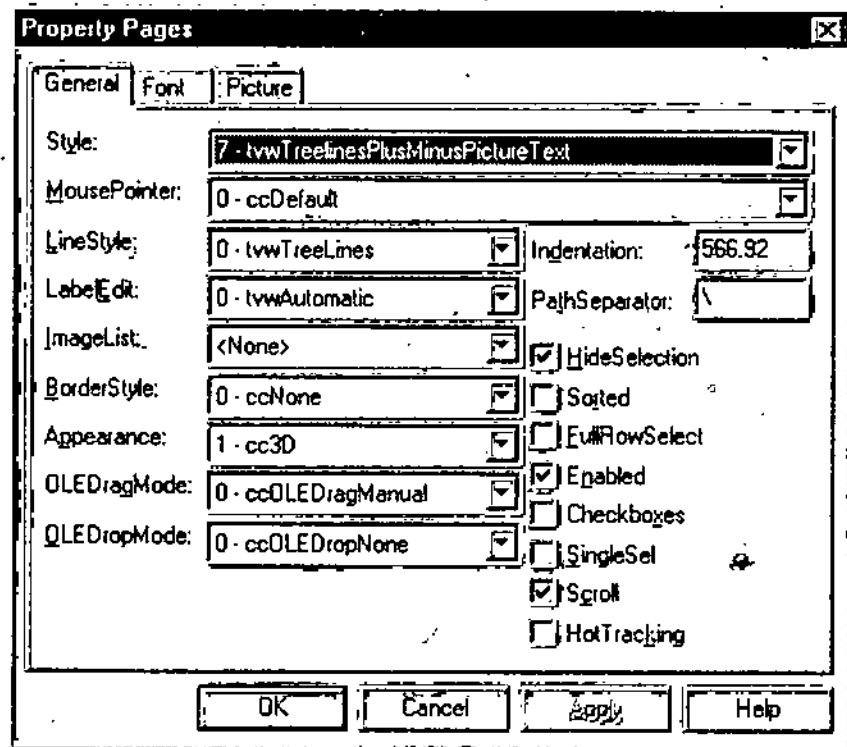 Property Pages
General Font Picture
Style: 7 - tvwTreelinesPlusMinusPictureText
MousePointer: 0 - ccDefault
LineStyle: 0 - tvwTreeLines Indentation: 566.92
LabelEdit: 0 - tvwAutomatic PathSeparator: \
ImageList: <None> HideSelection
BorderStyle: 0 - ccNone Sorted
Appearance: 1 - cc3D FullRowSelect
OLEDragMode: 0 - ccOLEDragManual Enabled
Checkboxes
OLEDropMode: 0 - ccOLEDropNone SingleSel
Scroll
HotTracking
OK Cancel Apply Help